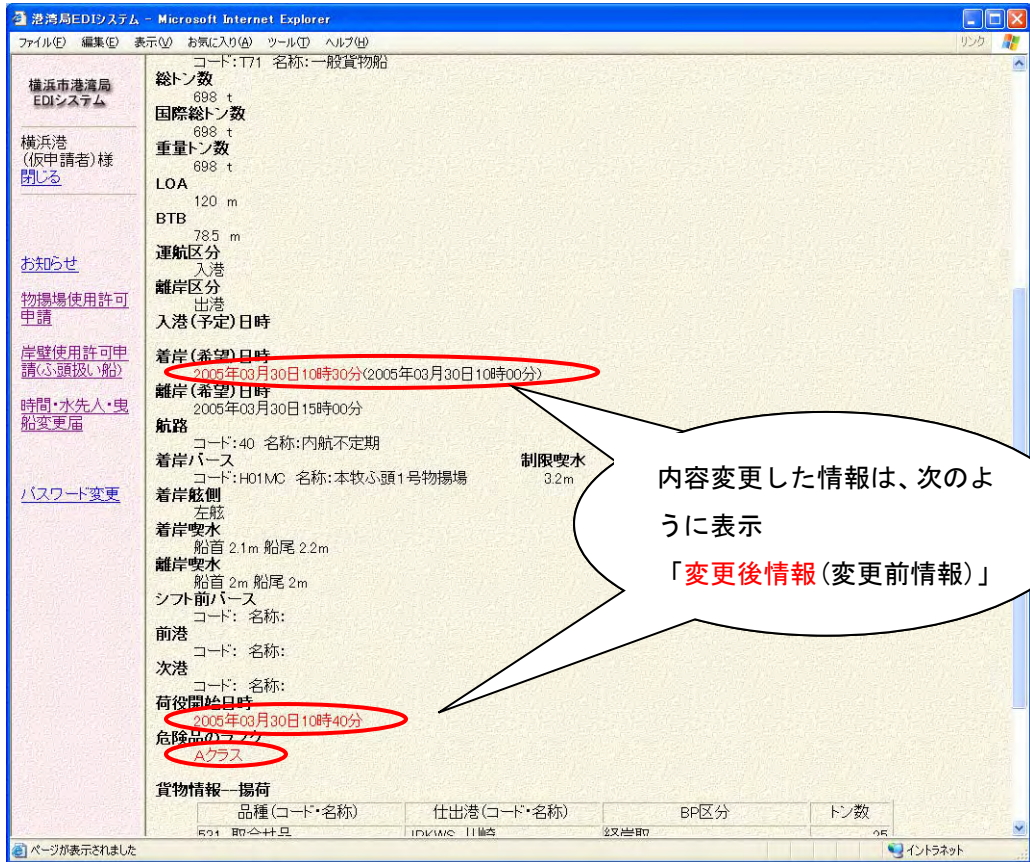 港湾局EDIシステム - Microsoft Internet Explorer
ファイル(F) 編集(E) 表示(V) お気に入り(A) ツール(T) ヘルプ(H) リンク
横浜市港湾局
EDIシステム
横浜港
(仮申請者)様
閉じる
お知らせ
物揚場使用許可
申請
岸壁使用許可申
請(ふ頭扱い船)
時間・水先人・曳
船変更届
パスワード変更
コード:T71 名称:一般貨物船
総トン数
698 t
国際総トン数
698 t
重量トン数
698 t
LOA
120 m
BTB
78.5 m
運航区分
入港
離岸区分
出港
入港(予定)日時
着岸(希望)日時
2005年03月30日10時30分(2005年03月30日10時00分)
離岸(希望)日時
2005年03月30日15時00分
航路
コード:40 名称:内航不定期
着岸バース 制限喫水
コード:H01MC 名称:本牧ふ頭1号物揚場 3.2m
着岸舷側
左舷
着岸喫水
船首 2.1m 船尾 2.2m
離岸喫水
船首 2m 船尾 2m
シフト前バース
コード: 名称:
前港
コード: 名称:
次港
コード: 名称:
荷役開始日時
2005年03月30日10時40分
危険品のランク
Aクラス
貨物情報--揚荷
品種(コード・名称) 仕出港(コード・名称) BP区分 トン数
531 取合せ品 JPKWS 川崎 経岸取 25
内容変更した情報は、次のよ
うに表示
「変更後情報(変更前情報)」
ページが表示されました イントラネット